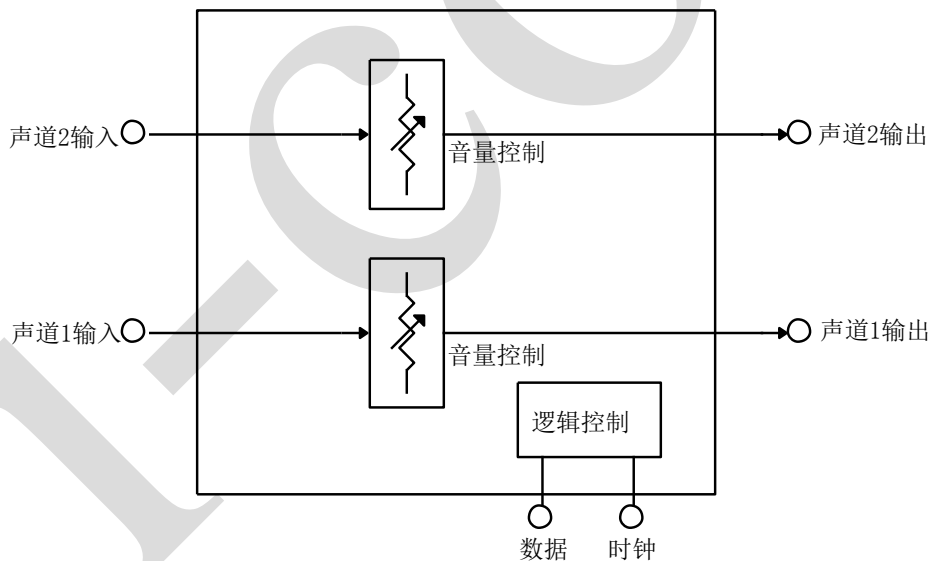 声道2输入
音量控制
声道2输出
声道1输入
音量控制
声道1输出
逻辑控制
数据
时钟